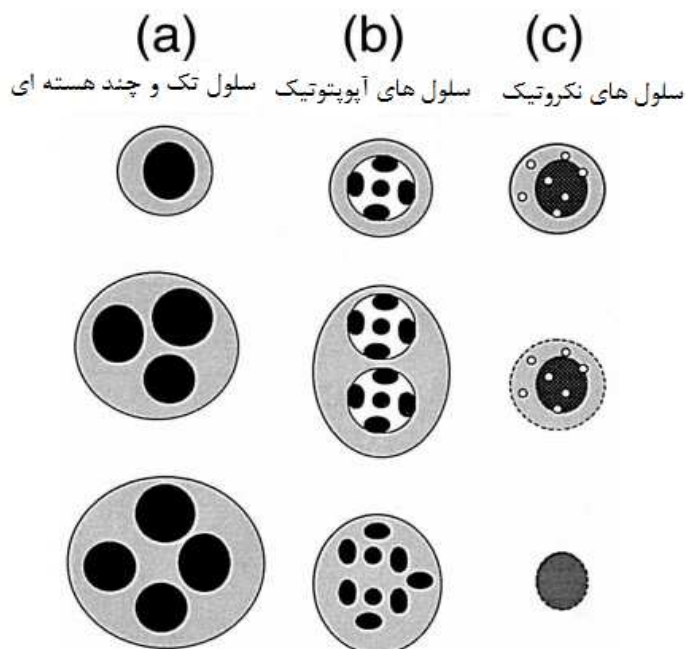 (a) (b) (c)
سلول تک و چند هسته ای سلول های آپوپتوتیک سلول های نکروتیک